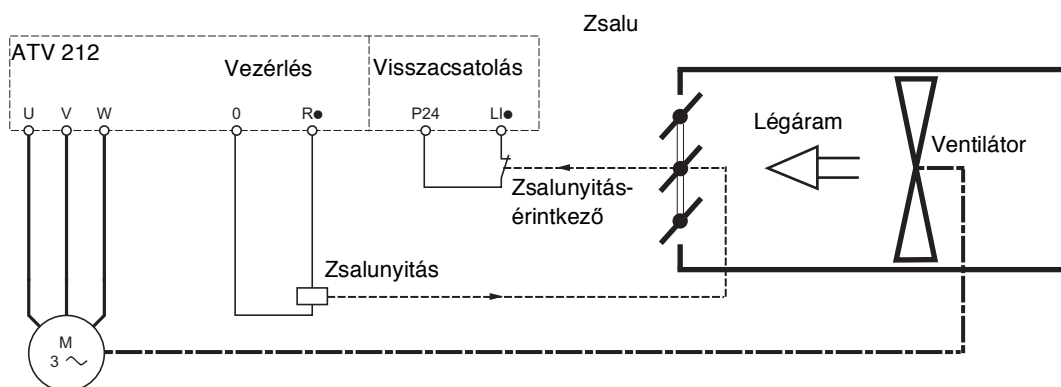 Zsalu
ATV 212
Vezérlés
Visszacsatolás
U
V
W
0
R●
P24
LI●
Légáram
Ventilátor
Zsalunyitás-
érintkező
Zsalunyitás
M
3 ~